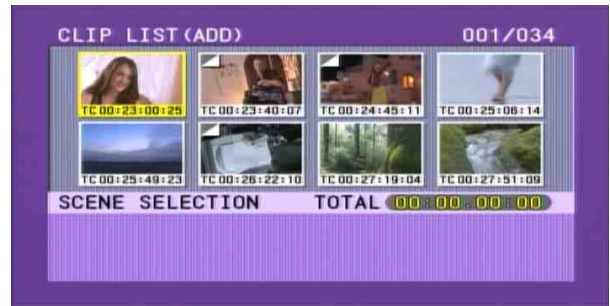 CLIP LIST(ADD) 001/034
TC 00:23:00:25 TC 00:23:40:07 TC 00:24:45:11 TC 00:25:06:14
TC 00:25:49:23 TC 00:26:22:10 TC 00:27:19:04 TC 00:27:51:09
SCENE SELECTION TOTAL 00:00.00:00